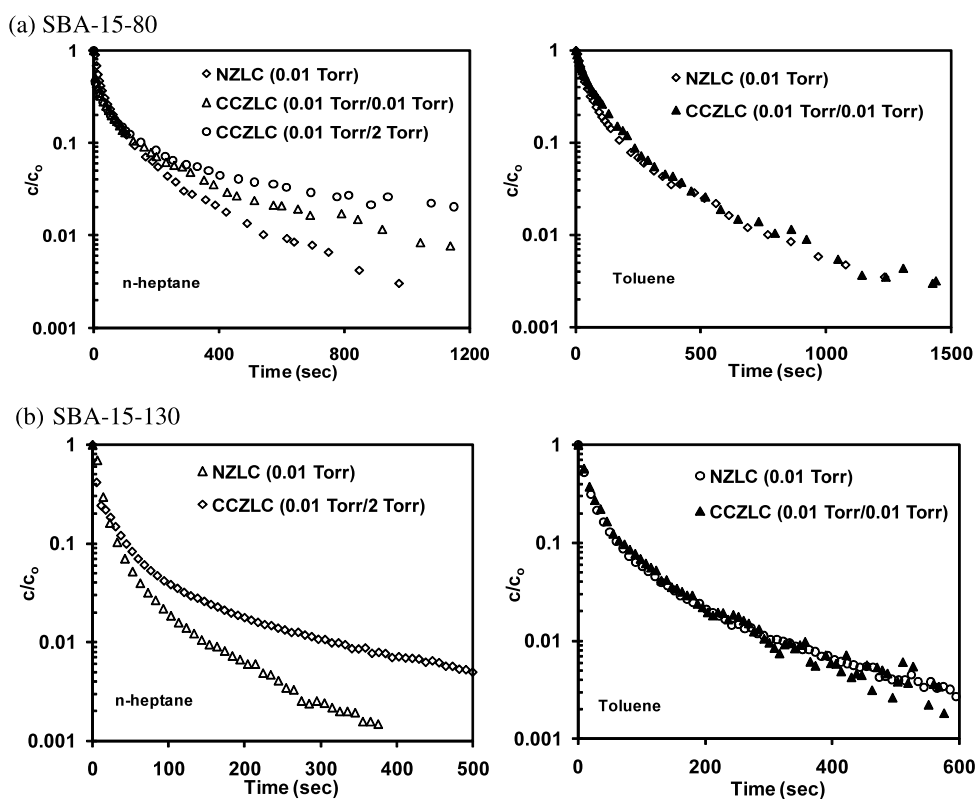 (a) SBA-15-80
1
0.1
0.01
0.001
c/c₀
NZLC (0.01 Torr)
CCZLC (0.01 Torr/0.01 Torr)
CCZLC (0.01 Torr/2 Torr)
n-heptane
0
400
800
1200
Time (sec)
1
0.1
0.01
0.001
c/c₀
NZLC (0.01 Torr)
CCZLC (0.01 Torr/0.01 Torr)
Toluene
0
500
1000
1500
Time (sec)
(b) SBA-15-130
1
0.1
0.01
0.001
c/c₀
NZLC (0.01 Torr)
CCZLC (0.01 Torr/2 Torr)
n-heptane
0
100
200
300
400
500
Time (sec)
1
0.1
0.01
0.001
c/c₀
NZLC (0.01 Torr)
CCZLC (0.01 Torr/0.01 Torr)
Toluene
0
200
400
600
Time (sec)